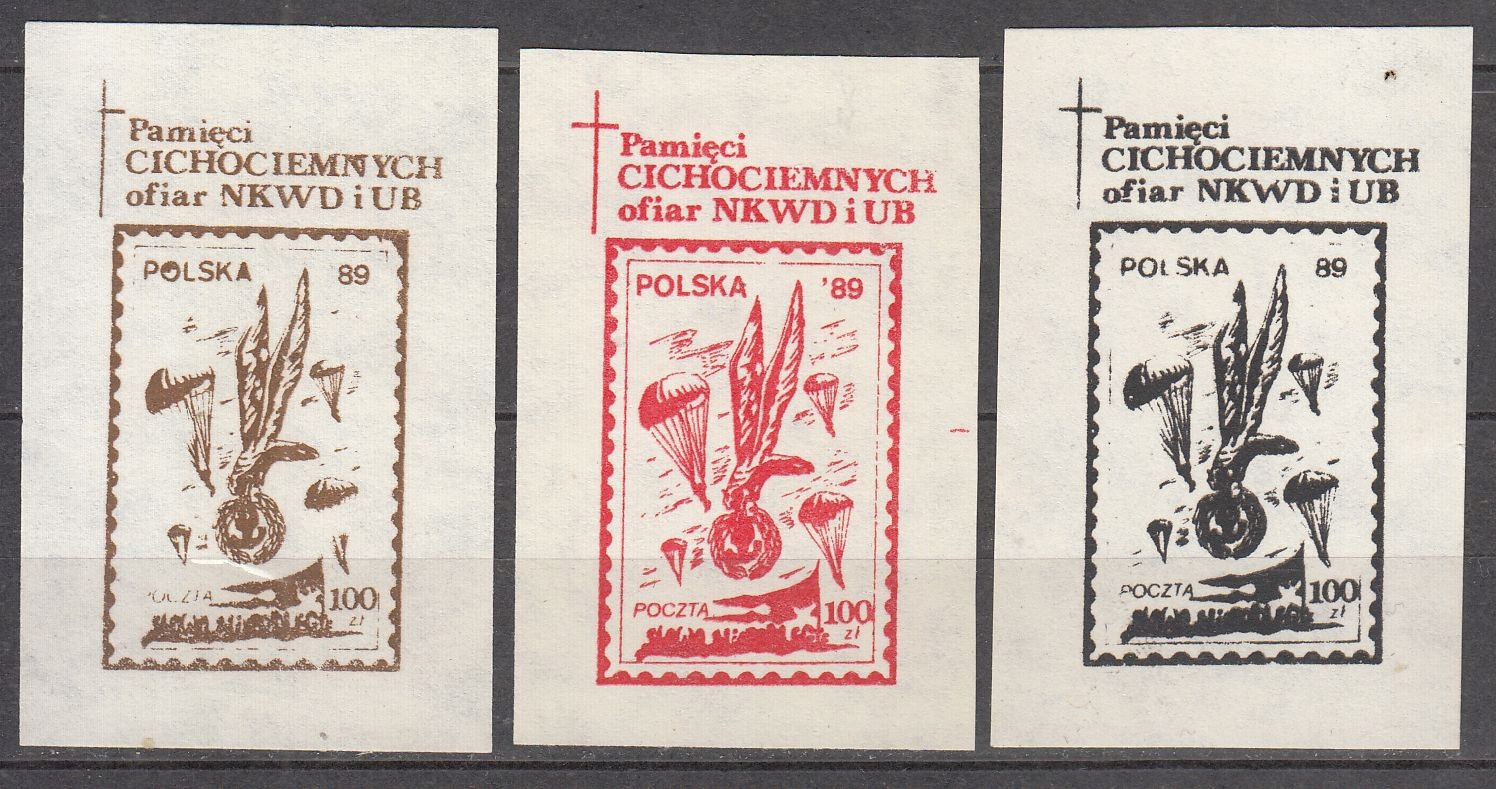 Pamięci
CICHOCIEMNYCH
ofiar NKWD i UB
POLSKA 89
POCZTA 100
zł
Pamięci
CICHOCIEMNYCH
ofiar NKWD i UB
POLSKA '89
POCZTA 100
zł
Pamięci
CICHOCIEMNYCH
ofiar NKWD i UB
POLSKA 89
POCZTA 100
zł